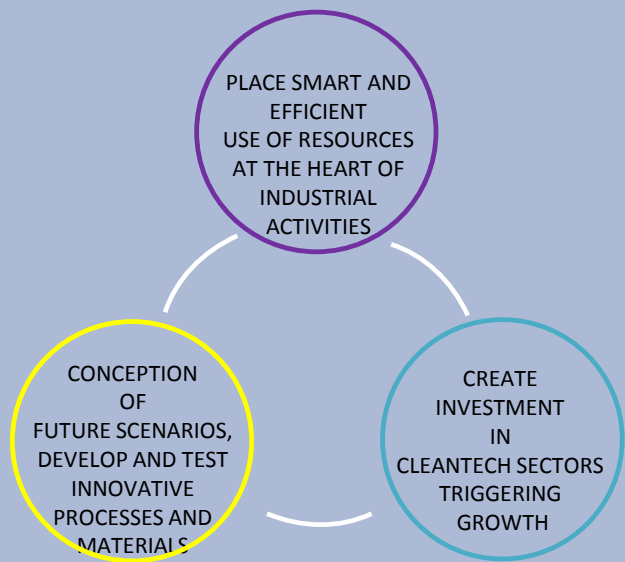 PLACE SMART AND
EFFICIENT
USE OF RESOURCES
AT THE HEART OF
INDUSTRIAL
ACTIVITIES
CONCEPTION
OF
FUTURE SCENARIOS,
DEVELOP AND TEST
INNOVATIVE
PROCESSES AND
MATERIALS
CREATE
INVESTMENT
IN
CLEANTECH SECTORS
TRIGGERING
GROWTH